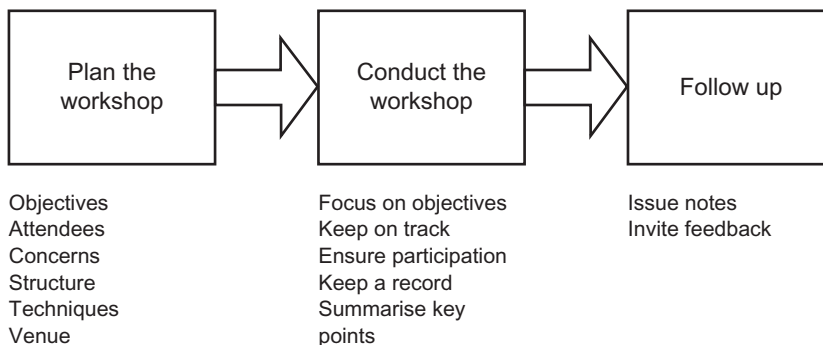 Plan the
workshop
Conduct the
workshop
Follow up
Objectives
Attendees
Concerns
Structure
Techniques
Venue
Focus on objectives
Keep on track
Ensure participation
Keep a record
Summarise key
points
Issue notes
Invite feedback